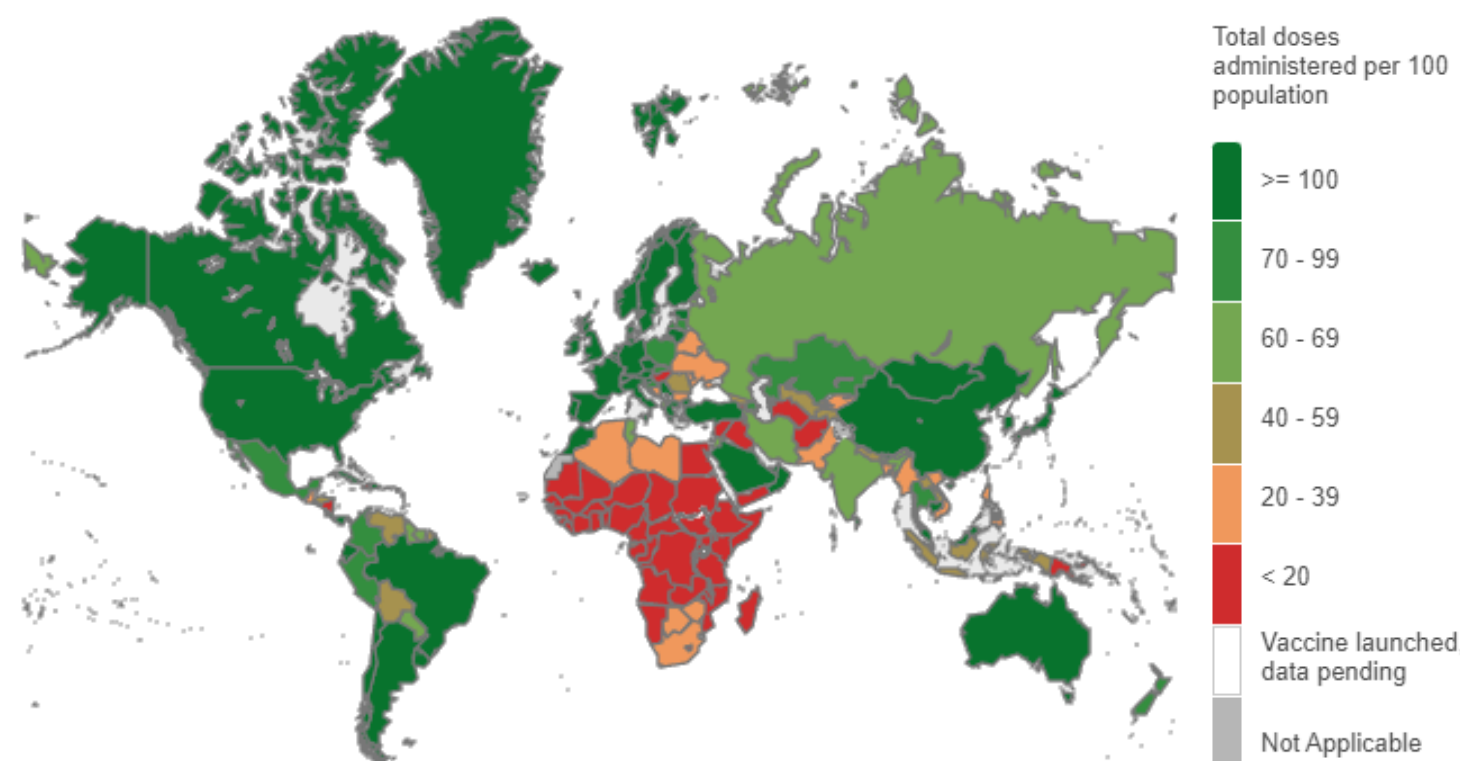 Total doses
administered per 100
population
>= 100
70 - 99
60 - 69
40 - 59
20 - 39
< 20
Vaccine launched,
data pending
Not Applicable